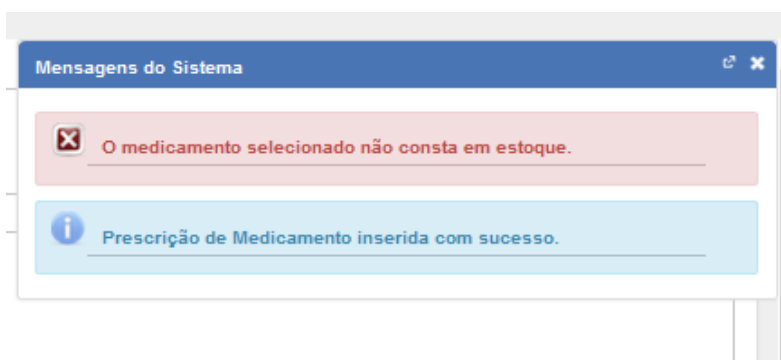 Mensagens do Sistema
O medicamento selecionado não consta em estoque.
Prescrição de Medicamento inserida com sucesso.